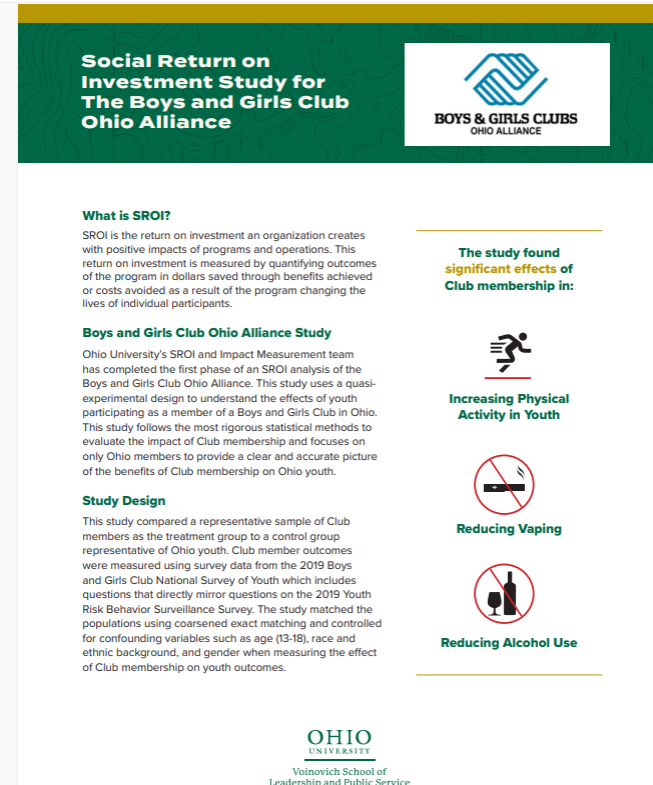 Social Return on
Investment Study for
The Boys and Girls Club
Ohio Alliance
BOYS & GIRLS CLUBS
OHIO ALLIANCE
What is SROI?
SROI is the return on investment an organization creates
with positive impacts of programs and operations. This
return on investment is measured by quantifying outcomes
of the program in dollars saved through benefits achieved
or costs avoided as a result of the program changing the
lives of individual participants.
Boys and Girls Club Ohio Alliance Study
Ohio University's SROI and Impact Measurement team
has completed the first phase of an SROI analysis of the
Boys and Girls Club Ohio Alliance. This study uses a quasi-
experimental design to understand the effects of youth
participating as a member of a Boys and Girls Club in Ohio.
This study follows the most rigorous statistical methods to
evaluate the impact of Club membership and focuses on
only Ohio members to provide a clear and accurate picture
of the benefits of Club membership on Ohio youth.
Study Design
This study compared a representative sample of Club
members as the treatment group to a control group
representative of Ohio youth. Club member outcomes
were measured using survey data from the 2019 Boys
and Girls Club National Survey of Youth which includes
questions that directly mirror questions on the 2019 Youth
Risk Behavior Surveillance Survey. The study matched the
populations using coarsened exact matching and controlled
for confounding variables such as age (13-18), race and
ethnic background, and gender when measuring the effect
of Club membership on youth outcomes.
The study found
significant effects of
Club membership in:
Increasing Physical
Activity in Youth
Reducing Vaping
Reducing Alcohol Use
OHIO
UNIVERSITY
Voinovich School of
Leadership and Public Service